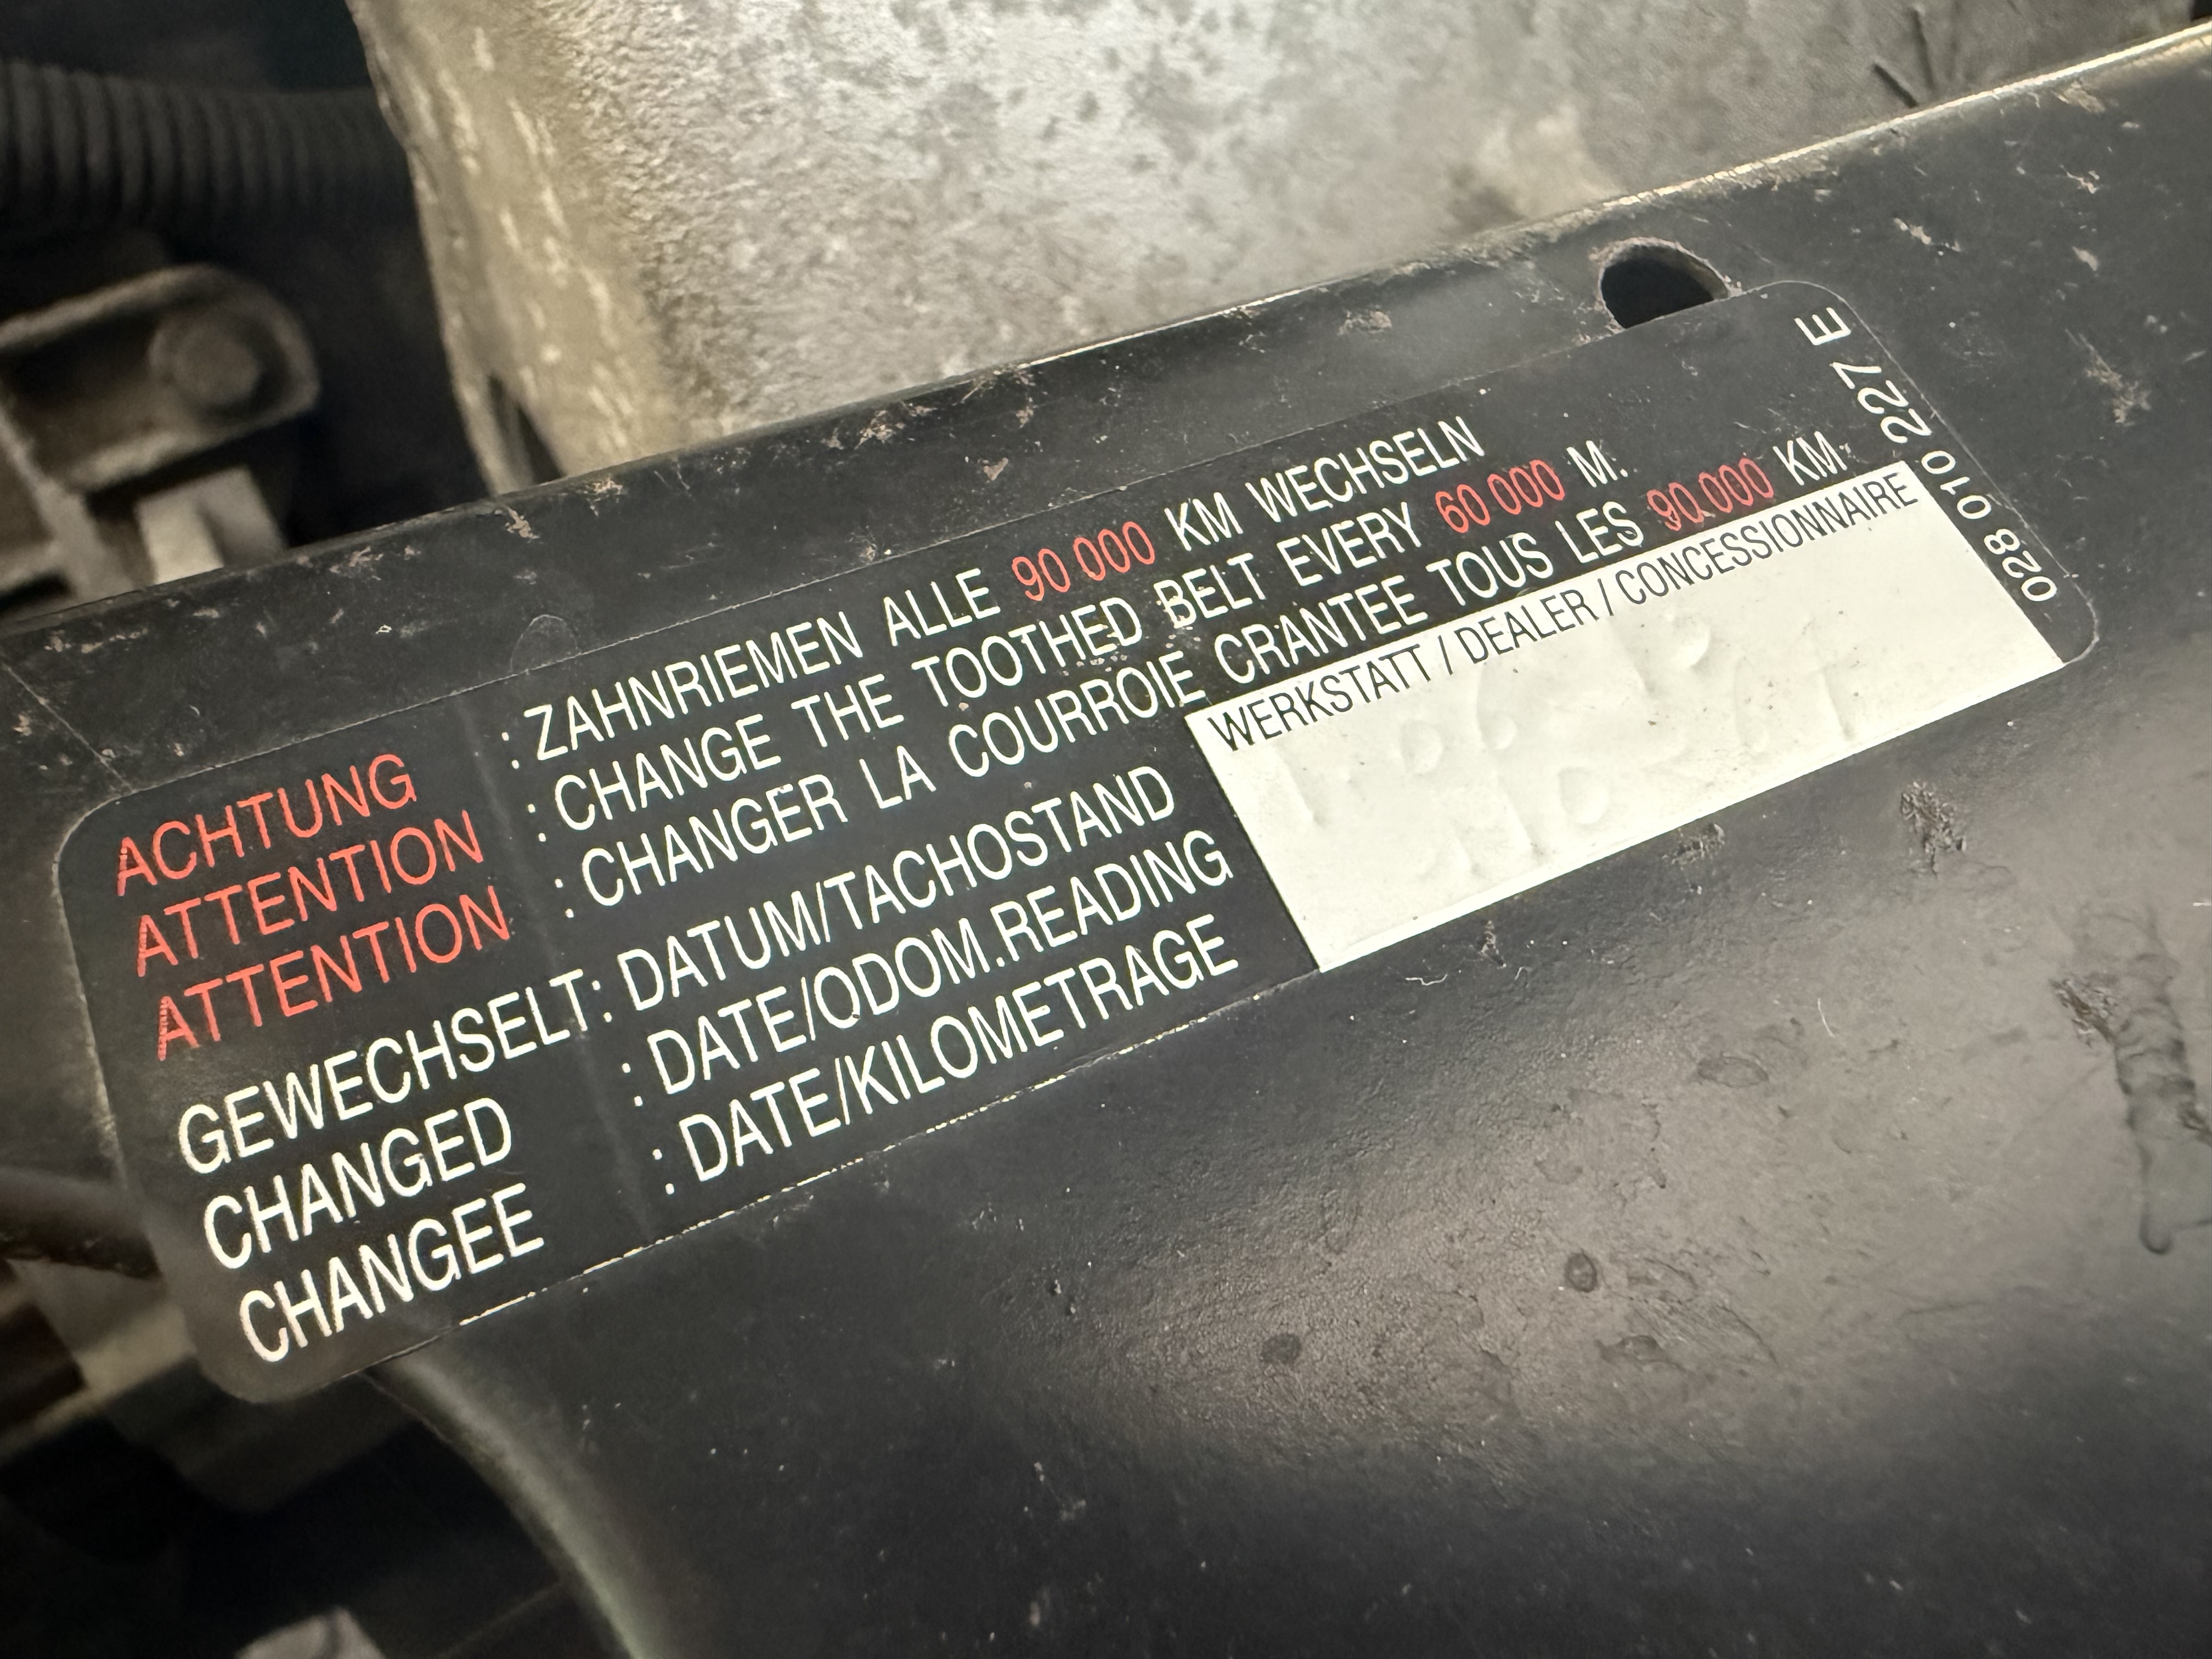 ACHTUNG : ZAHNRIEMEN ALLE 90 000 KM WECHSELN
ATTENTION : CHANGE THE TOOTHED BELT EVERY 60 000 M.
ATTENTION : CHANGER LA COURROIE CRANTEE TOUS LES 90.000 KM
WERKSTATT / DEALER / CONCESSIONNAIRE
GEWECHSELT: DATUM/TACHOSTAND
CHANGED : DATE/ODOM.READING
CHANGEE : DATE/KILOMETRAGE
028 010 227 E